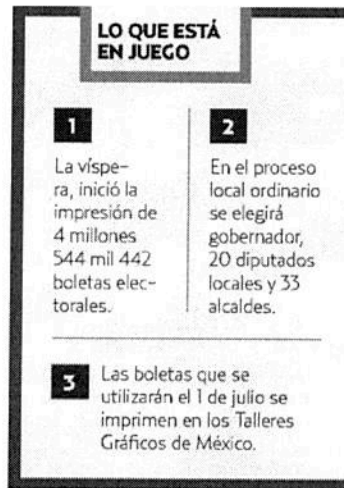 LO QUE ESTÁ
EN JUEGO
1
La víspe-
ra, inició la
impresión de
4 millones
544 mil 442
boletas elec-
torales.
2
En el proceso
local ordinario
se elegirá
gobernador,
20 diputados
locales y 33
alcaldes.
3
Las boletas que se
utilizarán el 1 de julio se
imprimen en los Talleres
Gráficos de México.